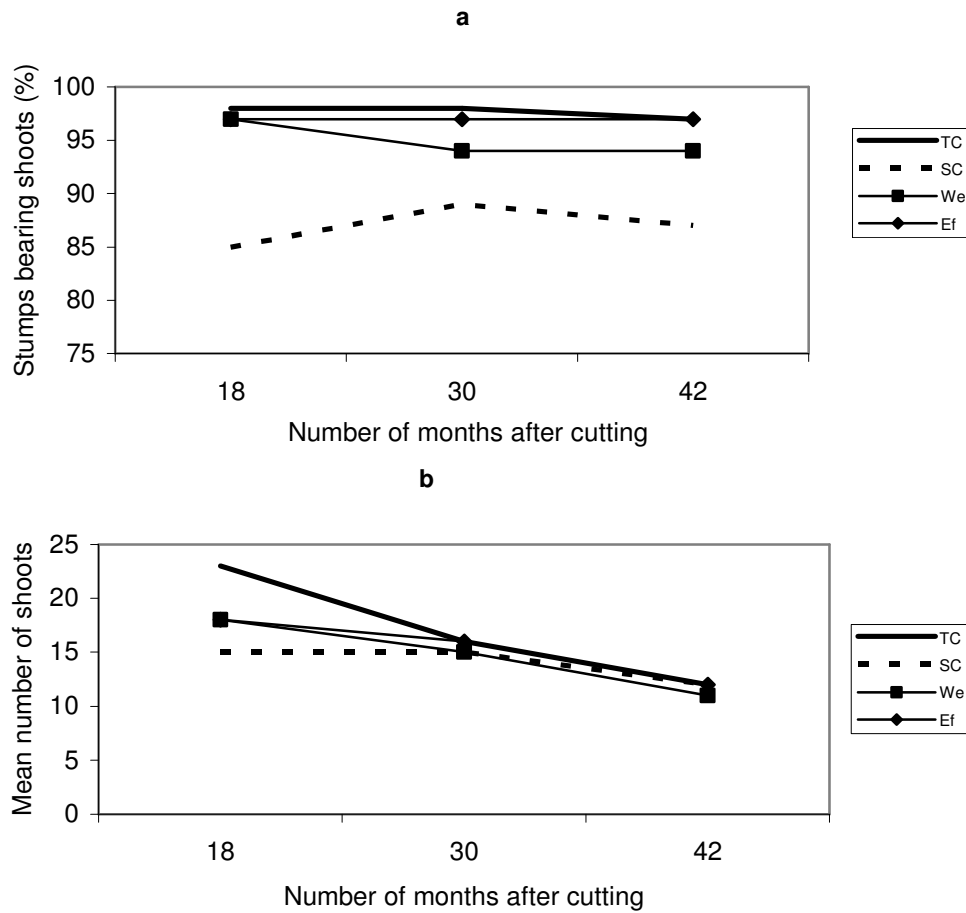 a
Stumps bearing shoots (%)
100
95
90
85
80
75
18 30 42
Number of months after cutting
TC
SC
We
Ef
b
Mean number of shoots
25
20
15
10
5
0
18 30 42
Number of months after cutting
TC
SC
We
Ef